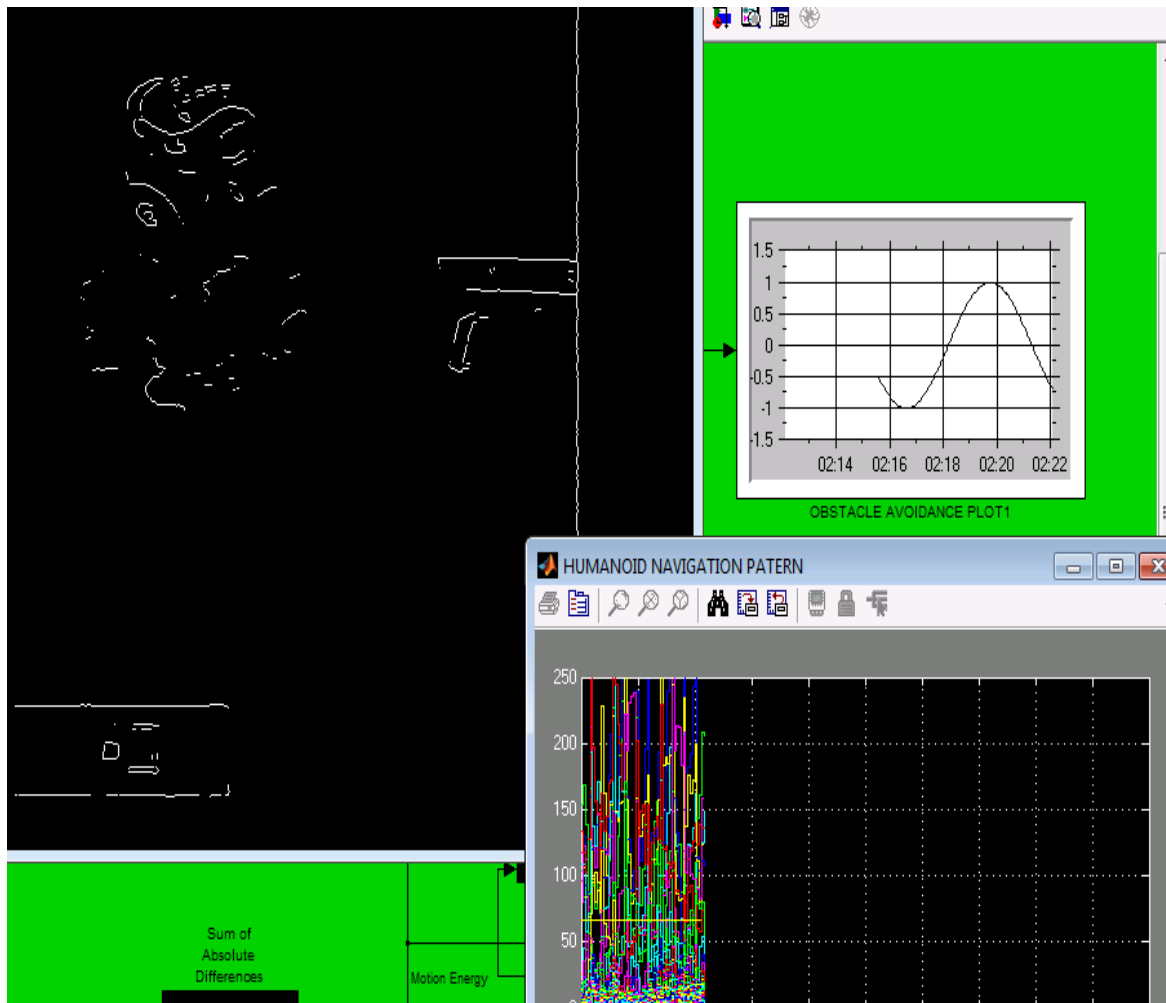 1.5
1
0.5
0
-0.5
-1
-1.5
02:14 02:16 02:18 02:20 02:22
OBSTACLE AVOIDANCE PLOT1
HUMANOID NAVIGATION PATERN
250
200
150
100
50
0
Sum of
Absolute
Differences
Motion Energy